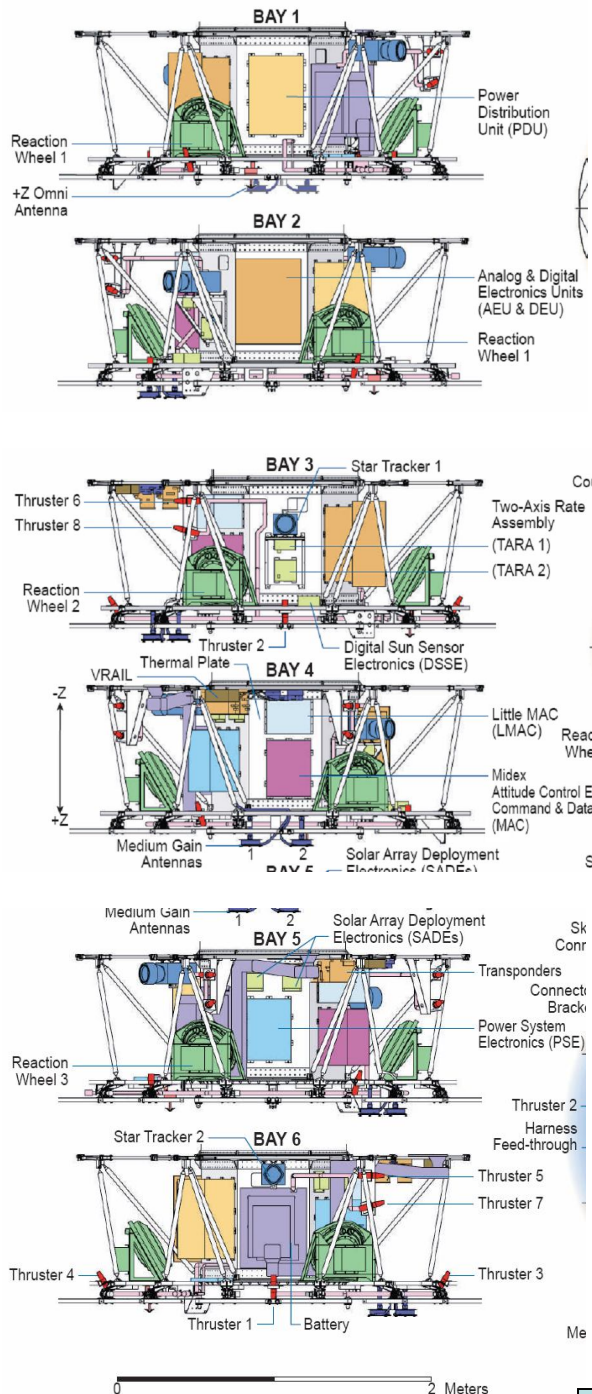 BAY 1
Power
Distribution
Unit (PDU)
Reaction
Wheel 1
+Z Omni
Antenna
BAY 2
Analog & Digital
Electronics Units
(AEU & DEU)
Reaction
Wheel 1
BAY 3
Star Tracker 1
Thruster 6
Thruster 8
Two-Axis Rate
Assembly
(TARA 1)
(TARA 2)
Reaction
Wheel 2
Thruster 2
Digital Sun Sensor
Electronics (DSSE)
Thermal Plate
BAY 4
VRAIL
-Z
+Z
Little MAC
(LMAC)
Midex
Attitude Control E
Command & Data
(MAC)
Medium Gain
Antennas
1 2
Solar Array Deployment
Electronics (SADEs)
BAY 5
Medium Gain
Antennas
1 2
Solar Array Deployment
Electronics (SADEs)
BAY 5
Transponders
Power System
Electronics (PSE)
Reaction
Wheel 3
Thruster 2
Harness
Feed-through
Star Tracker 2
BAY 6
Thruster 5
Thruster 7
Thruster 4
Thruster 3
Thruster 1
Battery
0 2 Meters